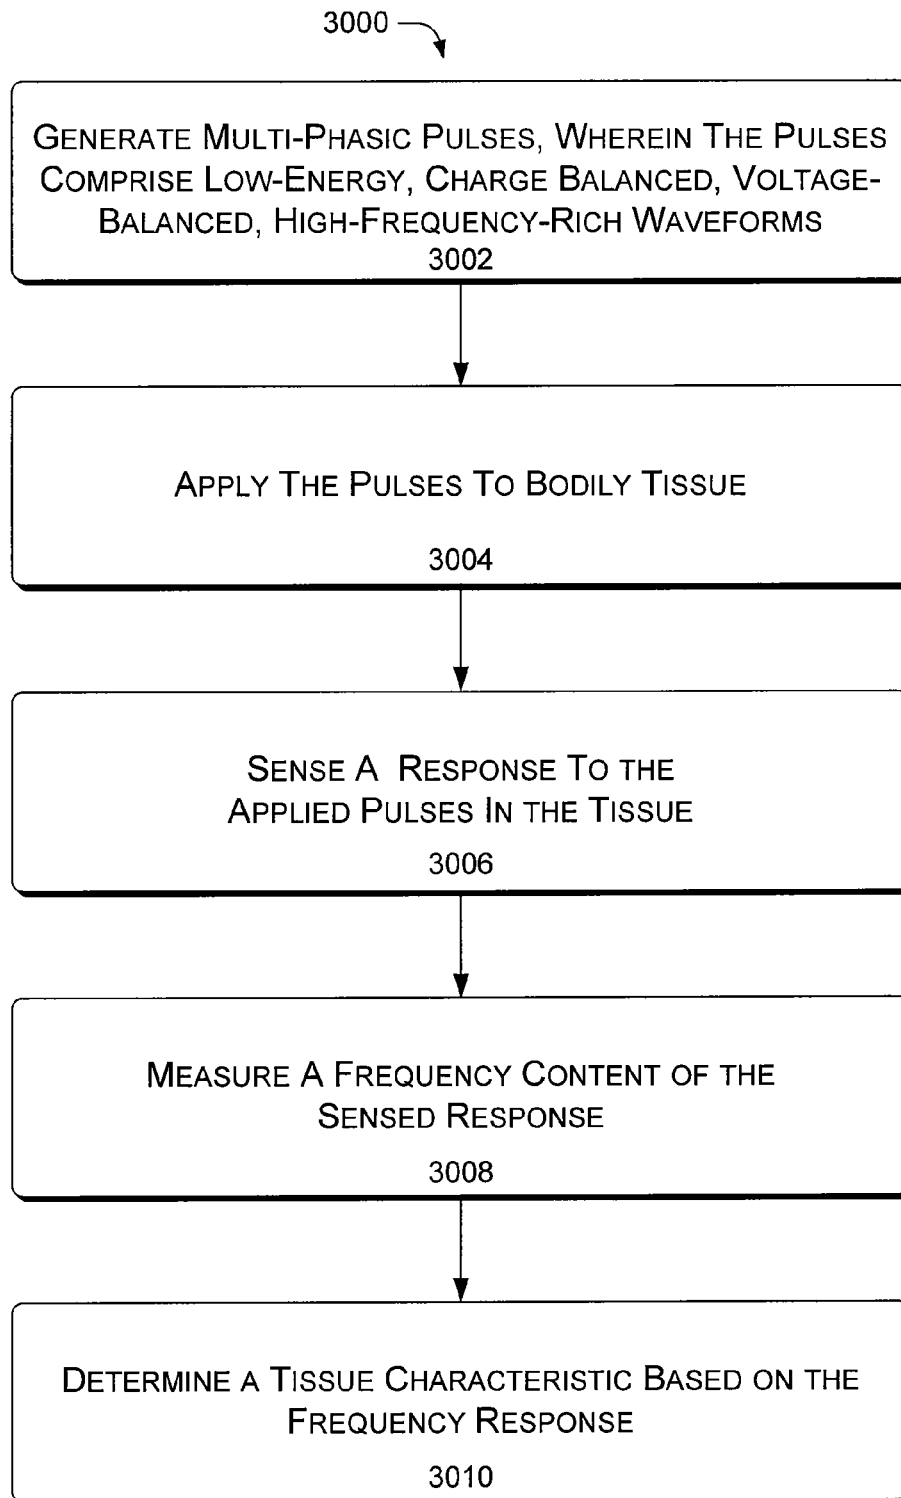 3000
GENERATE MULTI-PHASIC PULSES, WHEREIN THE PULSES
COMPRISE LOW-ENERGY, CHARGE BALANCED, VOLTAGE-
BALANCED, HIGH-FREQUENCY-RICH WAVEFORMS
3002
APPLY THE PULSES TO BODILY TISSUE
3004
SENSE A RESPONSE TO THE
APPLIED PULSES IN THE TISSUE
3006
MEASURE A FREQUENCY CONTENT OF THE
SENSED RESPONSE
3008
DETERMINE A TISSUE CHARACTERISTIC BASED ON THE
FREQUENCY RESPONSE
3010